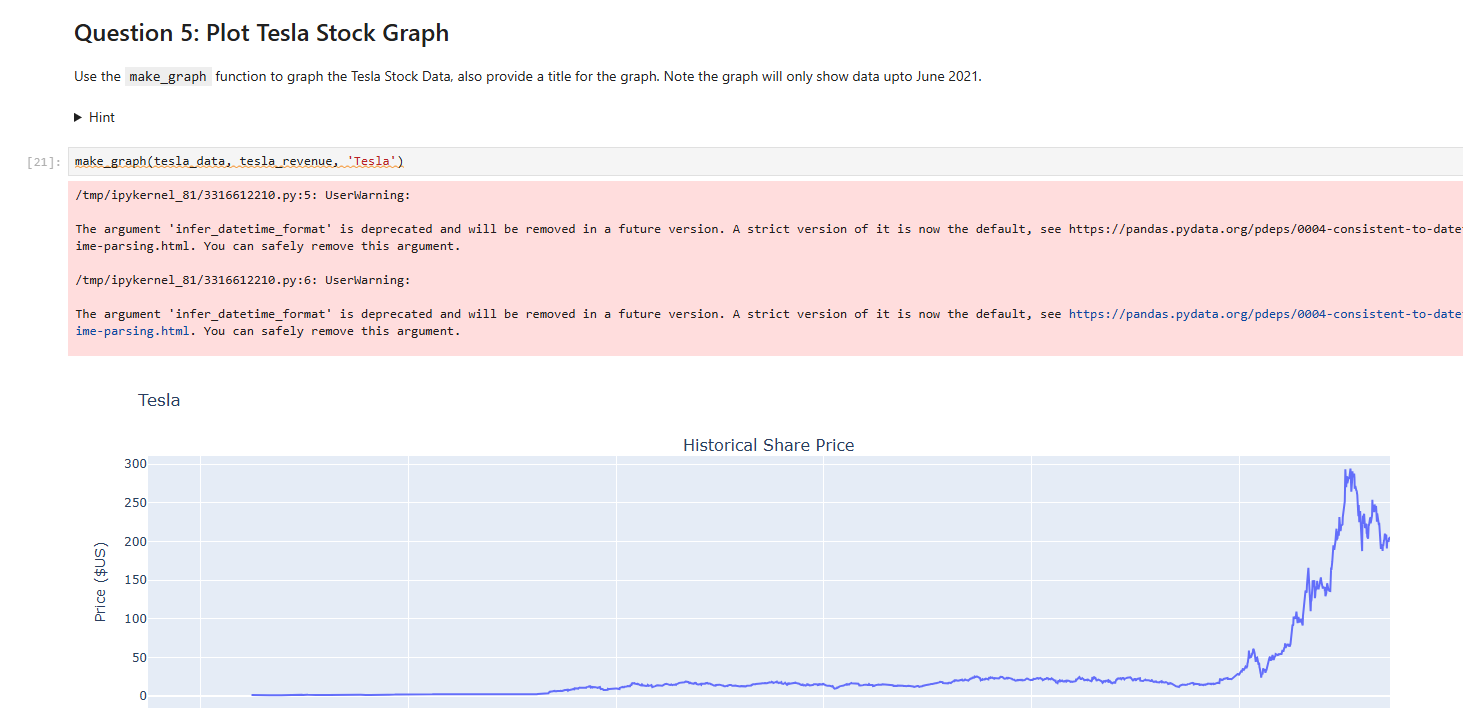 Question 5: Plot Tesla Stock Graph
Use the make_graph function to graph the Tesla Stock Data, also provide a title for the graph. Note the graph will only show data upto June 2021.
▶ Hint
[21]: make_graph(tesla_data, tesla_revenue, 'Tesla')
/tmp/ipykernel_81/3316612210.py:5: UserWarning:
The argument 'infer_datetime_format' is deprecated and will be removed in a future version. A strict version of it is now the default, see https://pandas.pydata.org/pdeps/0004-consistent-to-date
ime-parsing.html. You can safely remove this argument.
/tmp/ipykernel_81/3316612210.py:6: UserWarning:
The argument 'infer_datetime_format' is deprecated and will be removed in a future version. A strict version of it is now the default, see https://pandas.pydata.org/pdeps/0004-consistent-to-date
ime-parsing.html. You can safely remove this argument.
Tesla
Historical Share Price
Price ($US)
300
250
200
150
100
50
0